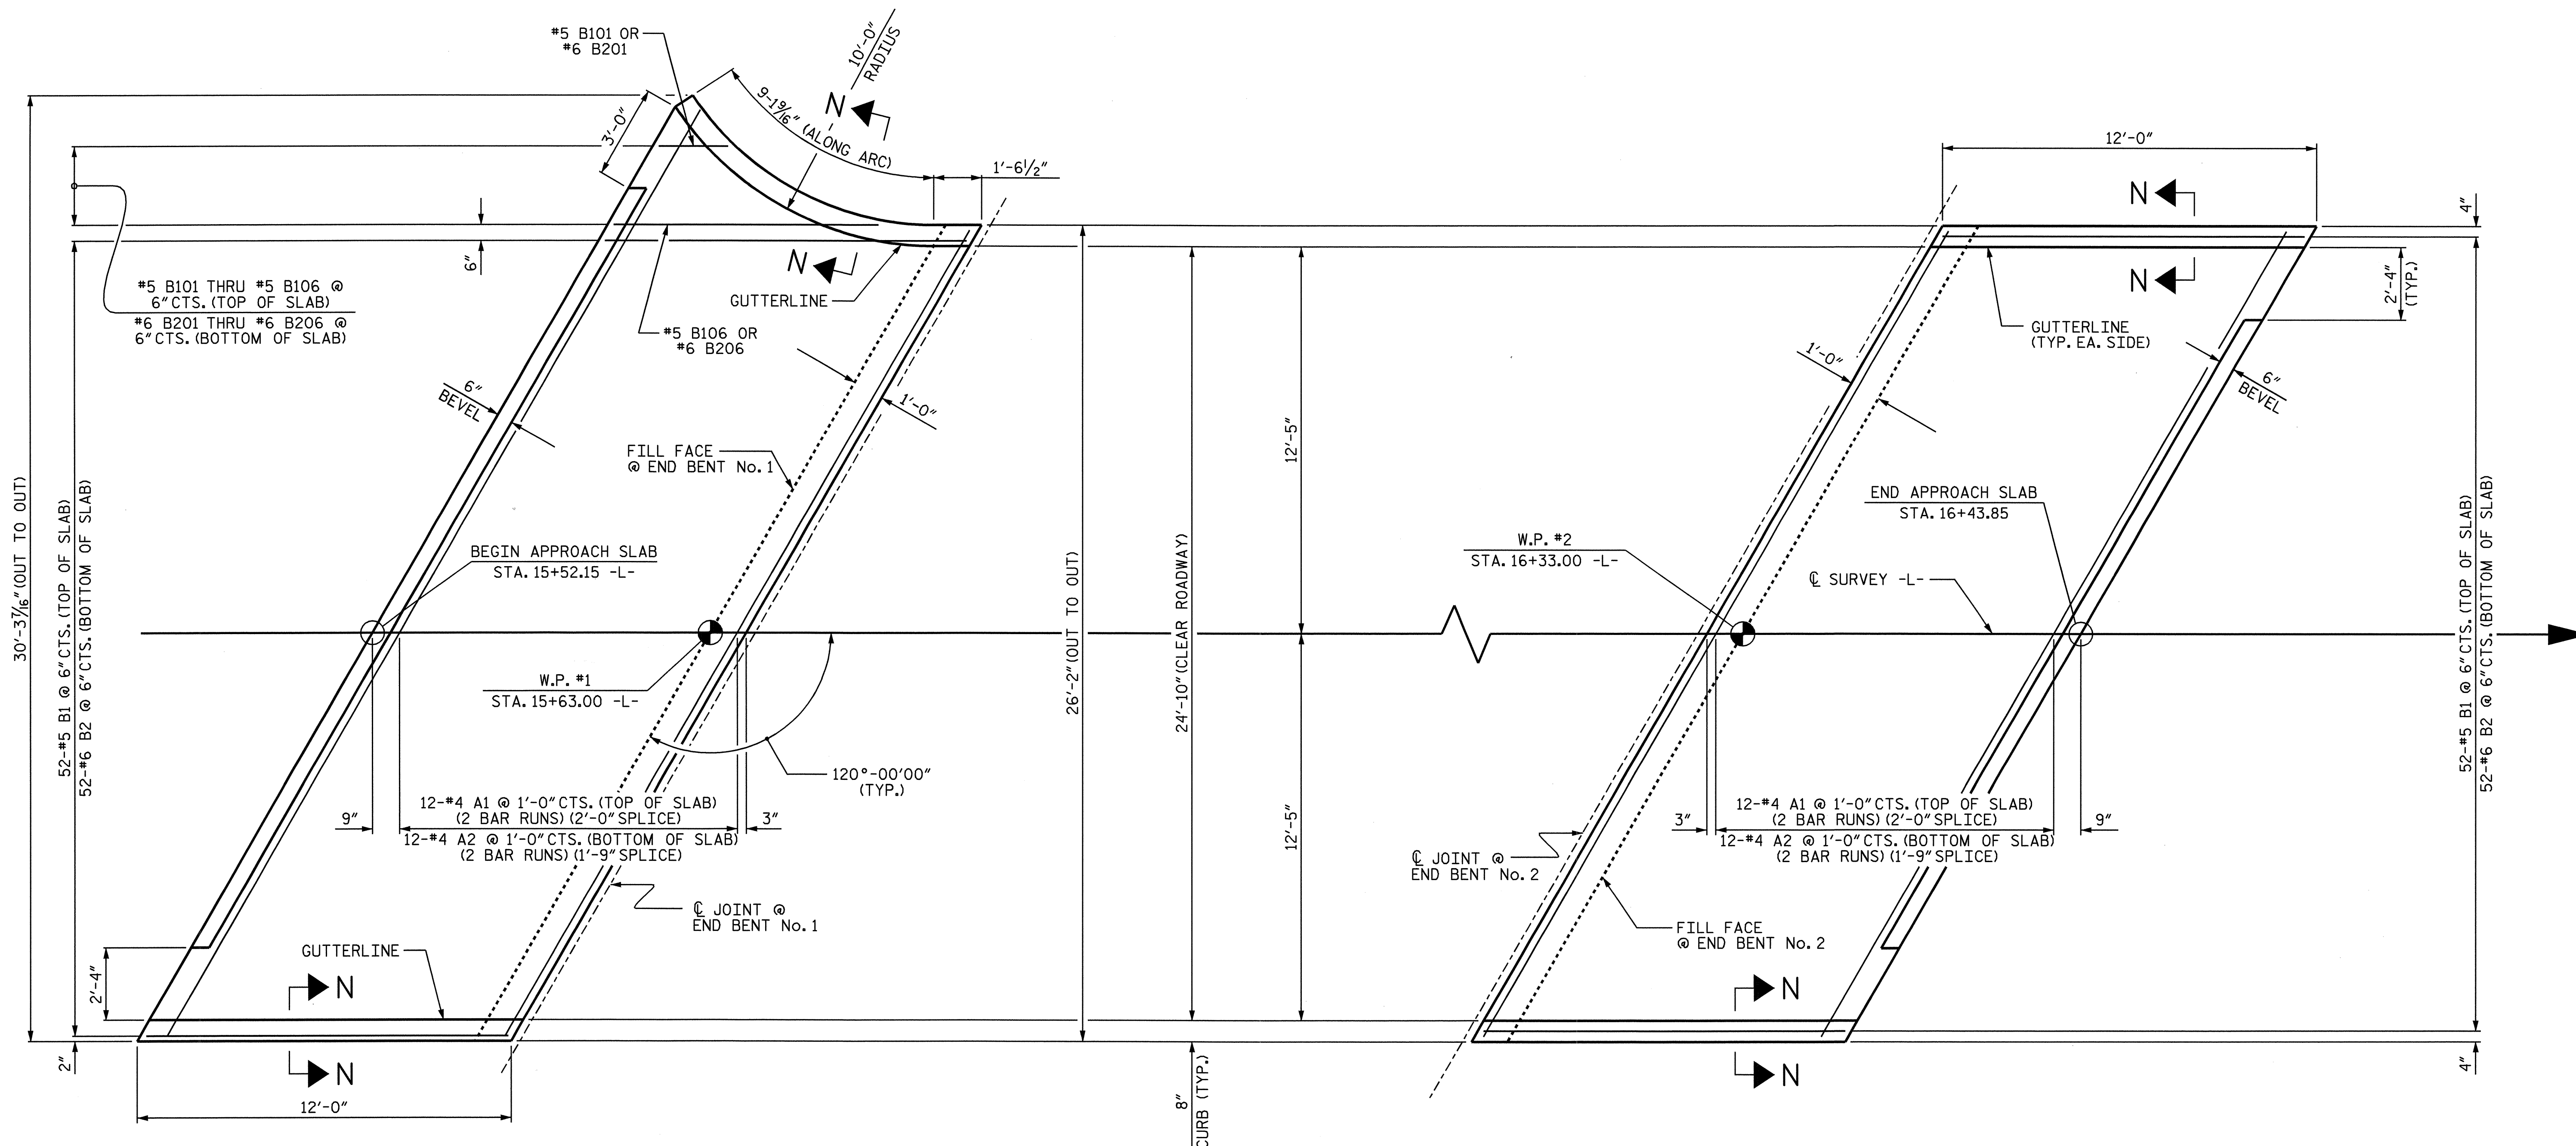 #5 B101 OR
#6 B201
10'-0"
RADIUS
N
9-1 9/16" (ALONG ARC)
3'-0"
1'-6 1/2"
N
6"
#5 B101 THRU #5 B106 @
6" CTS. (TOP OF SLAB)
#6 B201 THRU #6 B206 @
6" CTS. (BOTTOM OF SLAB)
GUTTERLINE
#5 B106 OR
#6 B206
6"
BEVEL
1'-0"
FILL FACE
@ END BENT No. 1
30'-3 7/16" (OUT TO OUT)
52-#5 B1 @ 6" CTS. (TOP OF SLAB)
52-#6 B2 @ 6" CTS. (BOTTOM OF SLAB)
BEGIN APPROACH SLAB
STA. 15+52.15 -L-
W.P. #1
STA. 15+63.00 -L-
120°-00'00"
(TYP.)
12-#4 A1 @ 1'-0" CTS. (TOP OF SLAB)
(2 BAR RUNS) (2'-0" SPLICE)
9"
3"
12-#4 A2 @ 1'-0" CTS. (BOTTOM OF SLAB)
(2 BAR RUNS) (1'-9" SPLICE)
℄ JOINT @
END BENT No. 1
GUTTERLINE
2'-4"
N
N
2"
12'-0"
26'-2" (OUT TO OUT)
24'-10" (CLEAR ROADWAY)
12'-5"
12'-5"
8"
CURB (TYP.)
12'-0"
N
N
4"
2'-4"
(TYP.)
GUTTERLINE
(TYP. EA. SIDE)
1'-0"
6"
BEVEL
END APPROACH SLAB
STA. 16+43.85
W.P. #2
STA. 16+33.00 -L-
℄ SURVEY -L-
52-#5 B1 @ 6" CTS. (TOP OF SLAB)
52-#6 B2 @ 6" CTS. (BOTTOM OF SLAB)
12-#4 A1 @ 1'-0" CTS. (TOP OF SLAB)
(2 BAR RUNS) (2'-0" SPLICE)
3"
9"
12-#4 A2 @ 1'-0" CTS. (BOTTOM OF SLAB)
(2 BAR RUNS) (1'-9" SPLICE)
℄ JOINT @
END BENT No. 2
FILL FACE
@ END BENT No. 2
N
N
4"